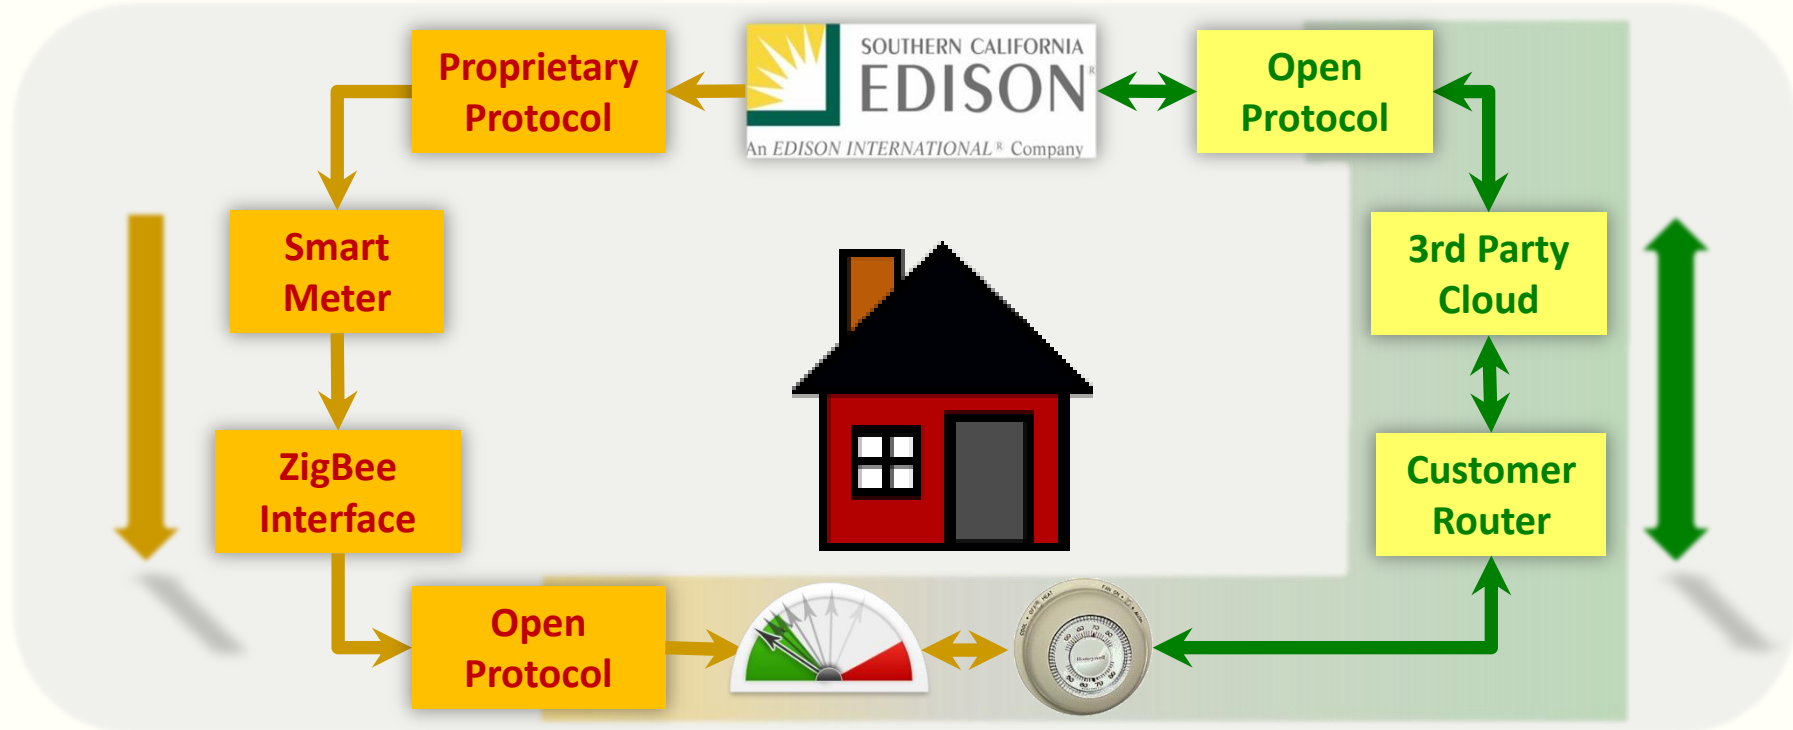 Proprietary
Protocol
SOUTHERN CALIFORNIA
EDISON®
An EDISON INTERNATIONAL® Company
Open
Protocol
Smart
Meter
3rd Party
Cloud
ZigBee
Interface
Customer
Router
Open
Protocol
Honeywell